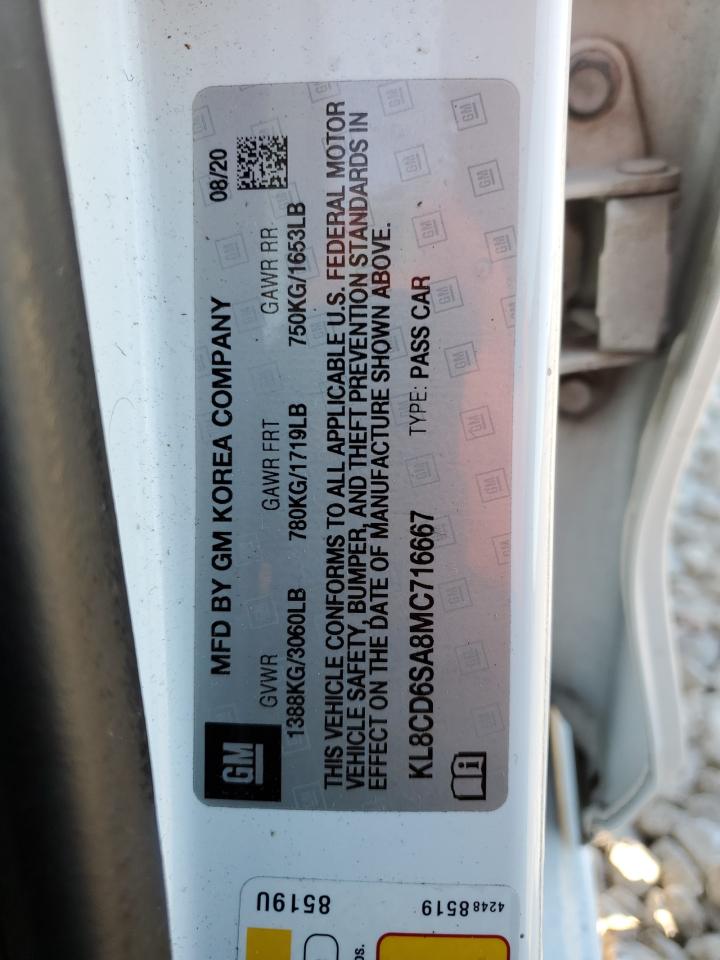 MFD BY GM KOREA COMPANY 08/20
GM
GVWR GAWR FRT GAWR RR
1388KG/3060LB 780KG/1719LB 750KG/1653LB
THIS VEHICLE CONFORMS TO ALL APPLICABLE U.S. FEDERAL MOTOR
VEHICLE SAFETY, BUMPER, AND THEFT PREVENTION STANDARDS IN
EFFECT ON THE DATE OF MANUFACTURE SHOWN ABOVE.
KL8CD6SA8MC716667 TYPE: PASS CAR
8519U
4248 8519